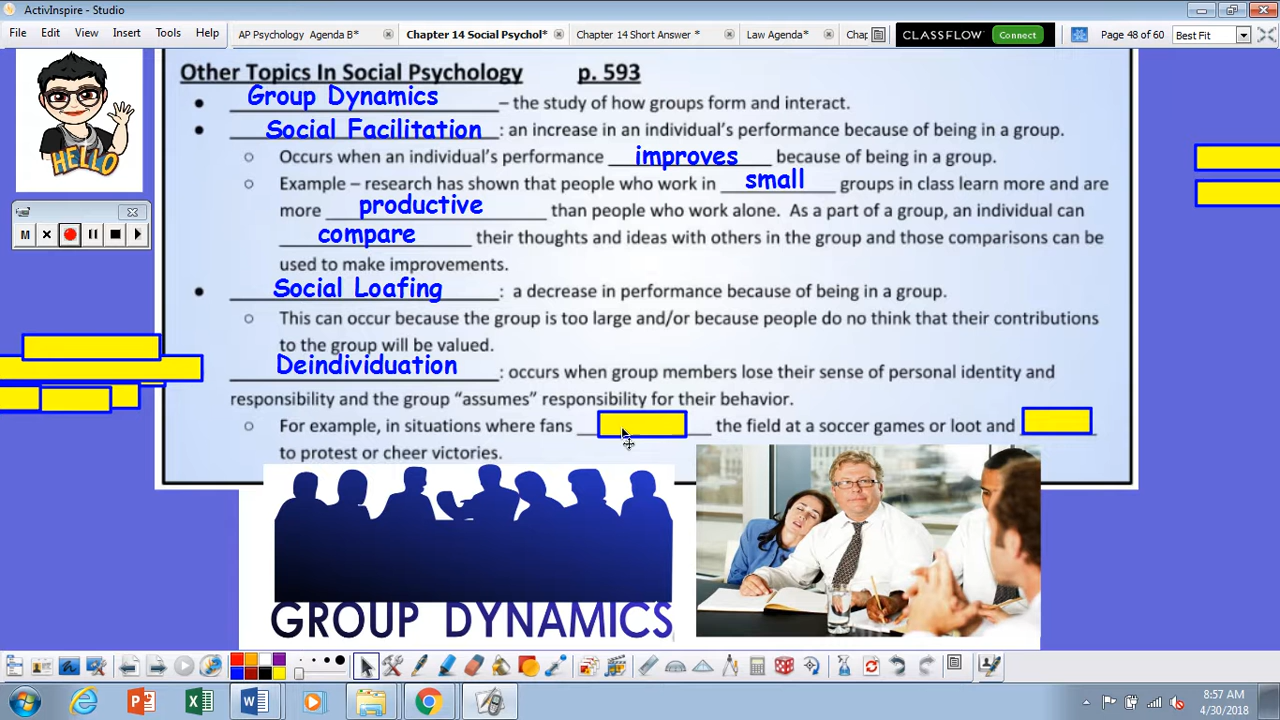 ActivInspire - Studio
File Edit View Insert Tools Help
AP Psychology Agenda B* Chapter 14 Social Psychol* Chapter 14 Short Answer * Law Agenda* Chap CLASSFLOW Connect Page 48 of 60 Best Fit
HELLO
M
Other Topics In Social Psychology p. 593
• Group Dynamics – the study of how groups form and interact.
• Social Facilitation : an increase in an individual's performance because of being in a group.
○ Occurs when an individual's performance improves because of being in a group.
○ Example – research has shown that people who work in small groups in class learn more and are
more productive than people who work alone. As a part of a group, an individual can
compare their thoughts and ideas with others in the group and those comparisons can be
used to make improvements.
• Social Loafing : a decrease in performance because of being in a group.
○ This can occur because the group is too large and/or because people do no think that their contributions
to the group will be valued.
Deindividuation : occurs when group members lose their sense of personal identity and
responsibility and the group "assumes" responsibility for their behavior.
○ For example, in situations where fans the field at a soccer games or loot and
to protest or cheer victories.
GROUP DYNAMICS
8:57 AM
4/30/2018